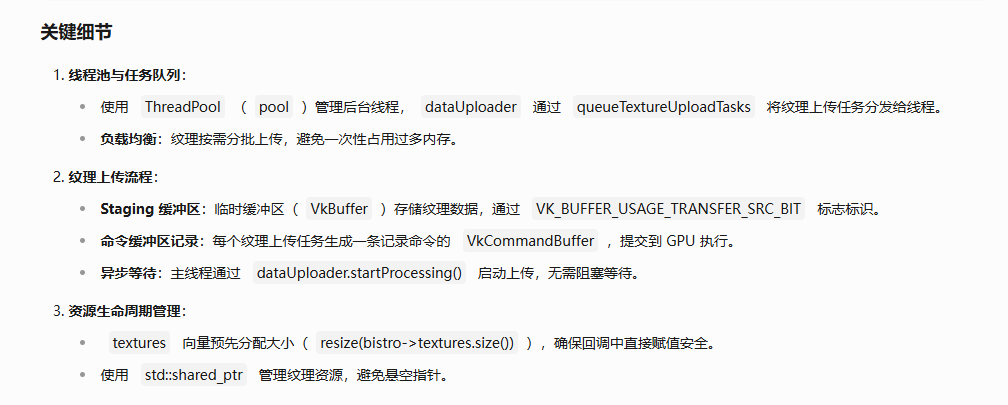 关键细节
1. 线程池与任务队列：
• 使用 ThreadPool （ pool ）管理后台线程， dataUploader 通过 queueTextureUploadTasks 将纹理上传任务分发给线程。
• 负载均衡：纹理按需分批上传，避免一次性占用过多内存。
2. 纹理上传流程：
• Staging 缓冲区：临时缓冲区（ VkBuffer ）存储纹理数据，通过 VK_BUFFER_USAGE_TRANSFER_SRC_BIT 标志标识。
• 命令缓冲区记录：每个纹理上传任务生成一条记录命令的 VkCommandBuffer ，提交到 GPU 执行。
• 异步等待：主线程通过 dataUploader.startProcessing() 启动上传，无需阻塞等待。
3. 资源生命周期管理：
• textures 向量预先分配大小（ resize(bistro->textures.size()) ），确保回调中直接赋值安全。
• 使用 std::shared_ptr 管理纹理资源，避免悬空指针。